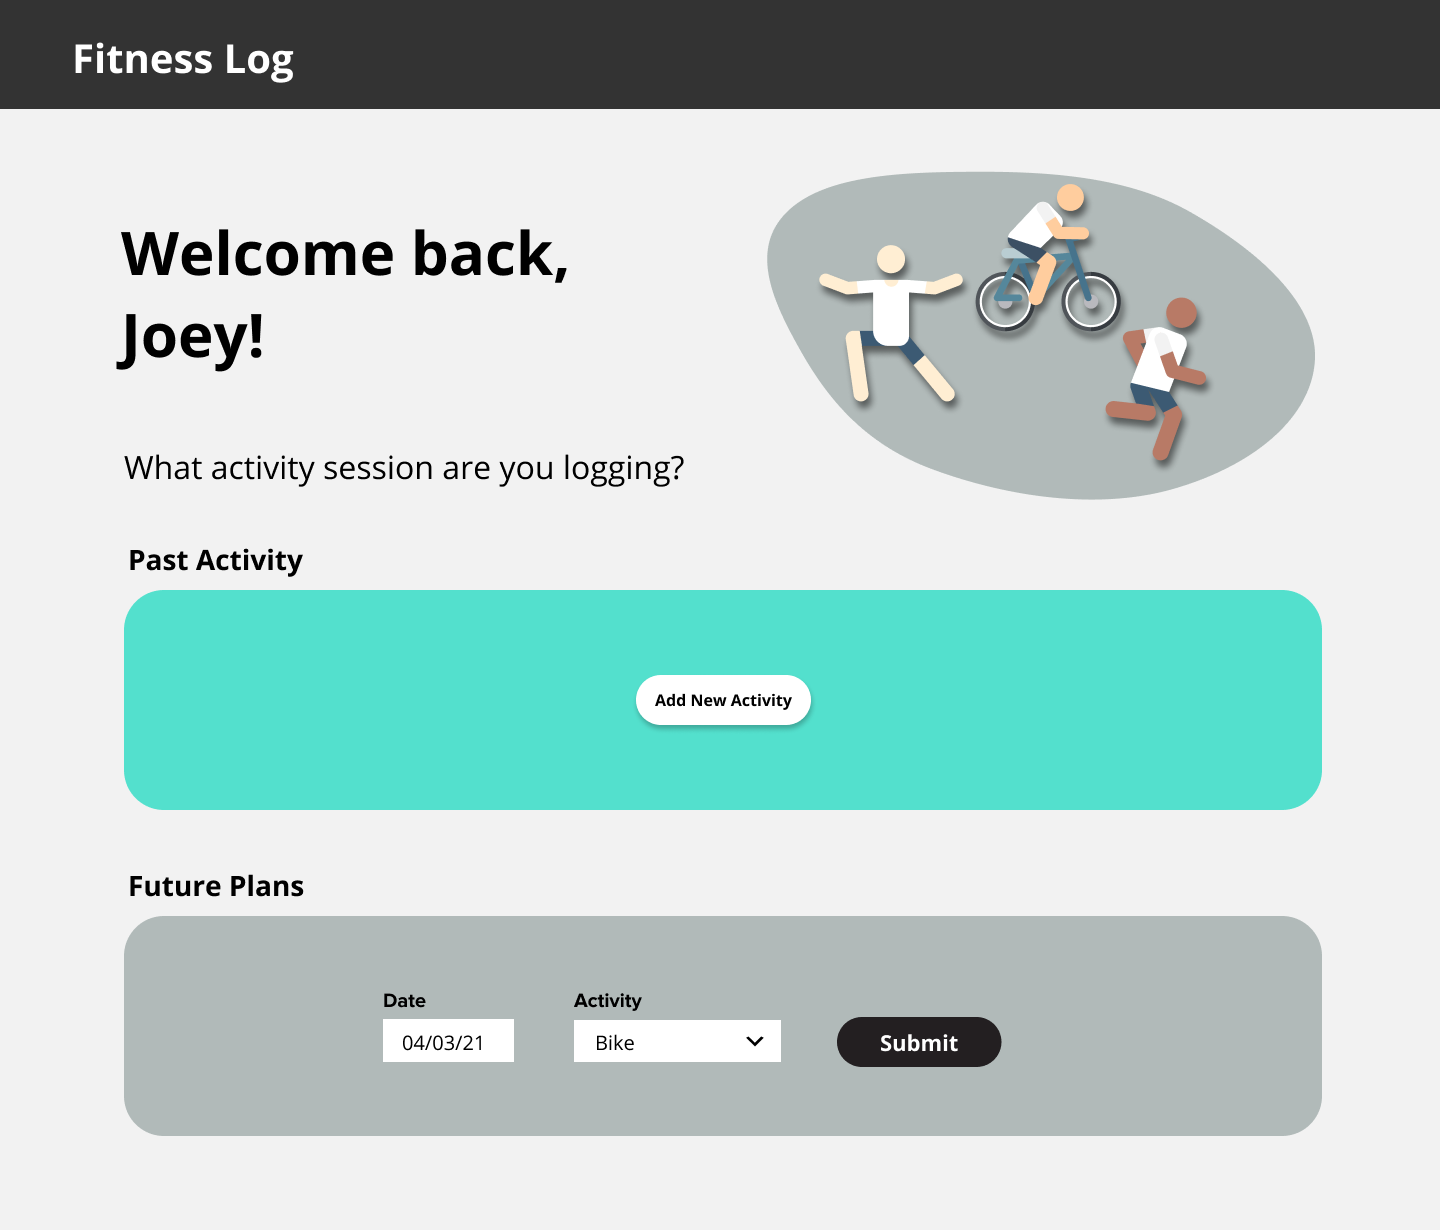 Fitness Log
Welcome back,
Joey!
What activity session are you logging?
Past Activity
Add New Activity
Future Plans
Date
Activity
04/03/21
Bike
Submit